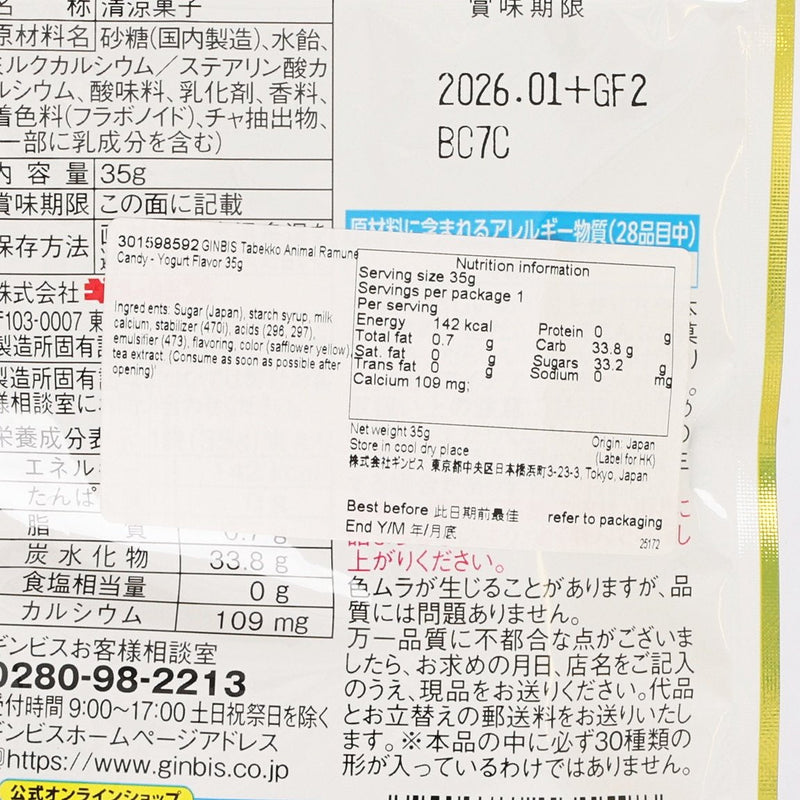 名 称 清涼菓子
原材料名 砂糖(国内製造)、水飴、
ミルクカルシウム／ステアリン酸カ
ルシウム、酸味料、乳化剤、香料、
着色料(フラボノイド)、チャ抽出物、
(一部に乳成分を含む)
内容量 35g
賞味期限 この面に記載
保存方法
株式会社
〒103-0007 東
製造所固有
製造所固有
様相談室に
栄養成分表
エネル
たんぱ
脂 質 0.7 g
炭水化物 33.8 g
食塩相当量 0 g
カルシウム 109 mg
ギンビスお客様相談室
0280-98-2213
受付時間 9:00〜17:00 土日祝祭日を除く
ギンビスホームページアドレス
https://www.ginbis.co.jp
公式オンラインショップ
賞味期限
2026.01+GF2
BC7C
原材料に含まれるアレルギー物質(28品目中)
301598592 GINBIS Tabekko Animal Ramune
Candy - Yogurt Flavor 35g
Ingredients: Sugar (Japan), starch syrup, milk
calcium, stabilizer (470i), acids (296, 297),
emulsifier (473), flavoring, color (safflower yellow),
tea extract. (Consume as soon as possible after
opening)
Nutrition information
Serving size 35g
Servings per package 1
Per serving
Energy 142 kcal
Total fat 0.7 g
Sat. fat 0 g
Trans fat 0 g
Calcium 109 mg;
Protein 0 g
Carb 33.8 g
Sugars 33.2 g
Sodium 0 mg
Net weight 35g
Store in cool dry place
Origin: Japan
(Label for HK)
株式会社ギンビス 東京都中央区日本橋浜町3-23-3, Tokyo, Japan
Best before 此日期前最佳 refer to packaging
End Y/M 年/月底
25172
上がりください。
色ムラが生じることがありますが、品
質には問題ありません。
万一品質に不都合な点がございま
したら、お求めの月日、店名をご記入
のうえ、現品をお送りください。代品
とお立替えの郵送料をお送りいたし
ます。※本品の中に必ず30種類の
形が入っているわけではありません。